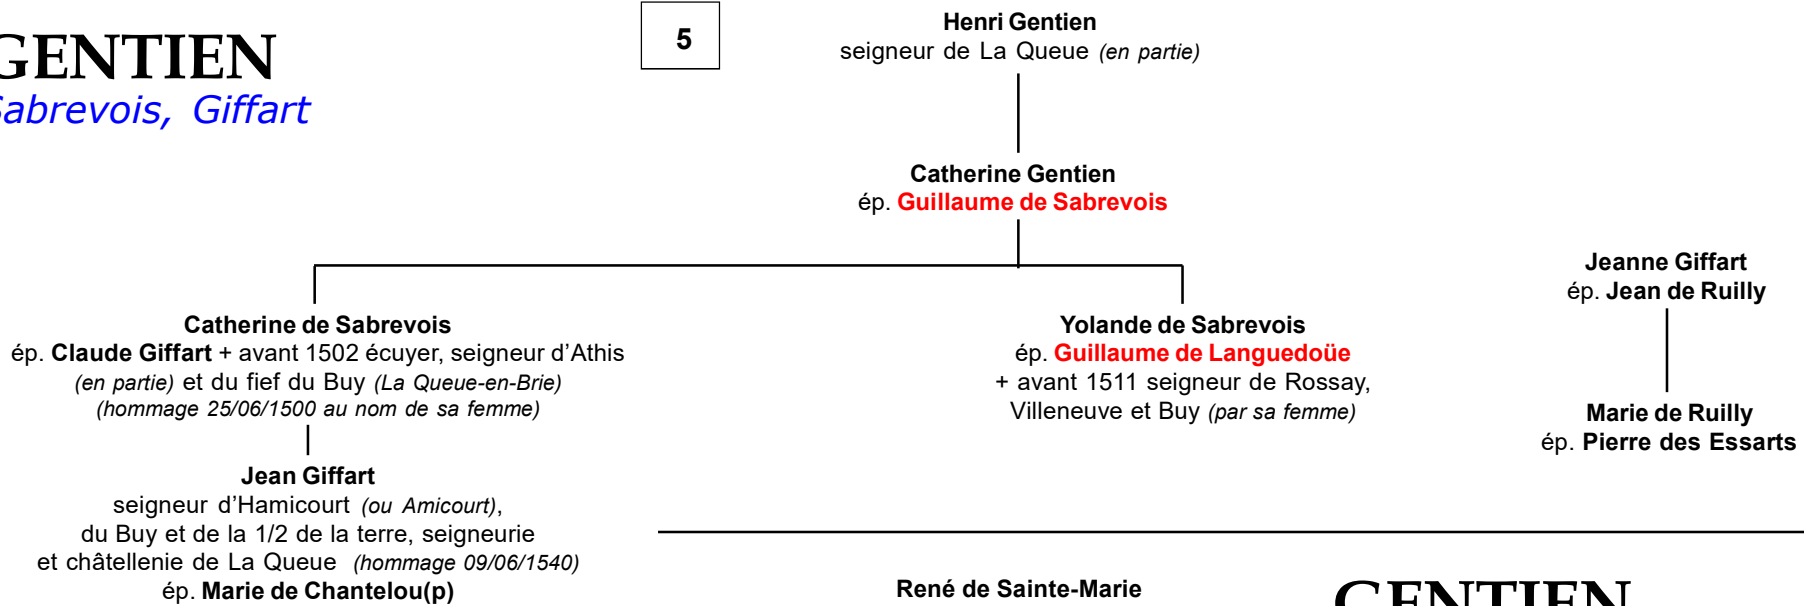 GENTIEN
Sabrevois, Giffart
5
Henri Gentien
seigneur de La Queue (en partie)
Catherine Gentien
ép. Guillaume de Sabrevois
Catherine de Sabrevois
ép. Claude Giffart + avant 1502 écuyer, seigneur d’Athis
(en partie) et du fief du Buy (La Queue-en-Brie)
(hommage 25/06/1500 au nom de sa femme)
Jean Giffart
seigneur d’Hamicourt (ou Amicourt),
du Buy et de la 1/2 de la terre, seigneurie
et châtellenie de La Queue (hommage 09/06/1540)
ép. Marie de Chantelou(p)
Yolande de Sabrevois
ép. Guillaume de Languedoüe
+ avant 1511 seigneur de Rossay,
Villeneuve et Buy (par sa femme)
Jeanne Giffart
ép. Jean de Ruilly
Marie de Ruilly
ép. Pierre des Essarts
René de Sainte-Marie
GENTIEN